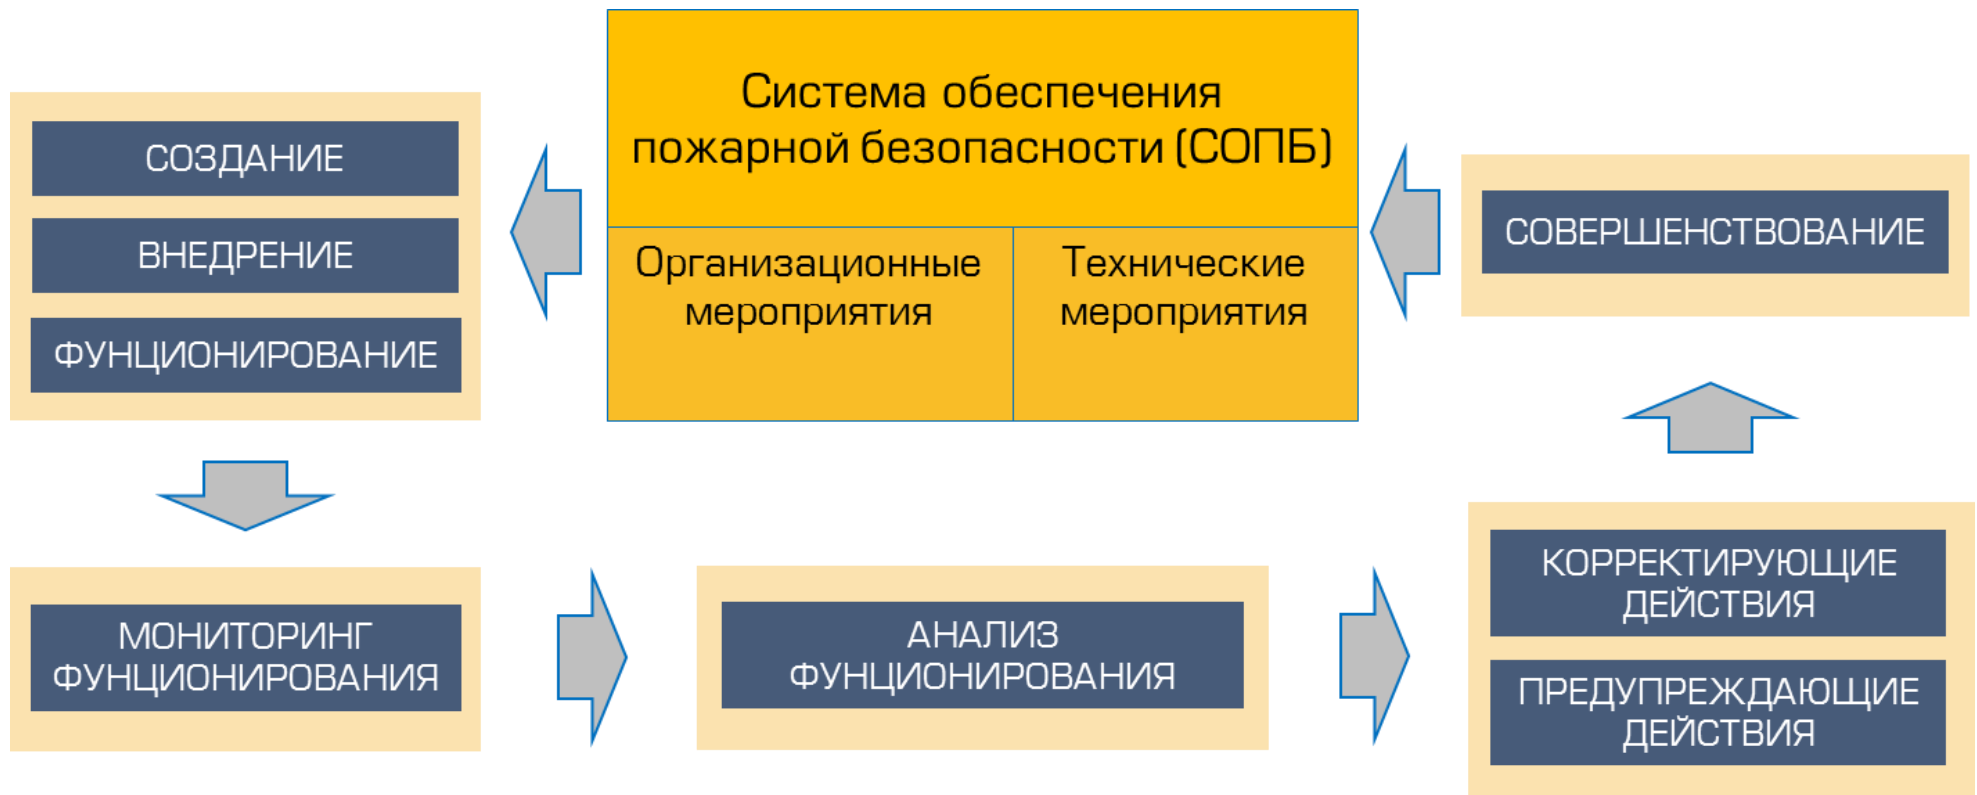 Система обеспечения
пожарной безопасности (СОПБ)
Организационные
мероприятия
Технические
мероприятия
СОЗДАНИЕ
ВНЕДРЕНИЕ
ФУНЦИОНИРОВАНИЕ
МОНИТОРИНГ
ФУНЦИОНИРОВАНИЯ
АНАЛИЗ
ФУНЦИОНИРОВАНИЯ
КОРРЕКТИРУЮЩИЕ
ДЕЙСТВИЯ
ПРЕДУПРЕЖДАЮЩИЕ
ДЕЙСТВИЯ
СОВЕРШЕНСТВОВАНИЕ